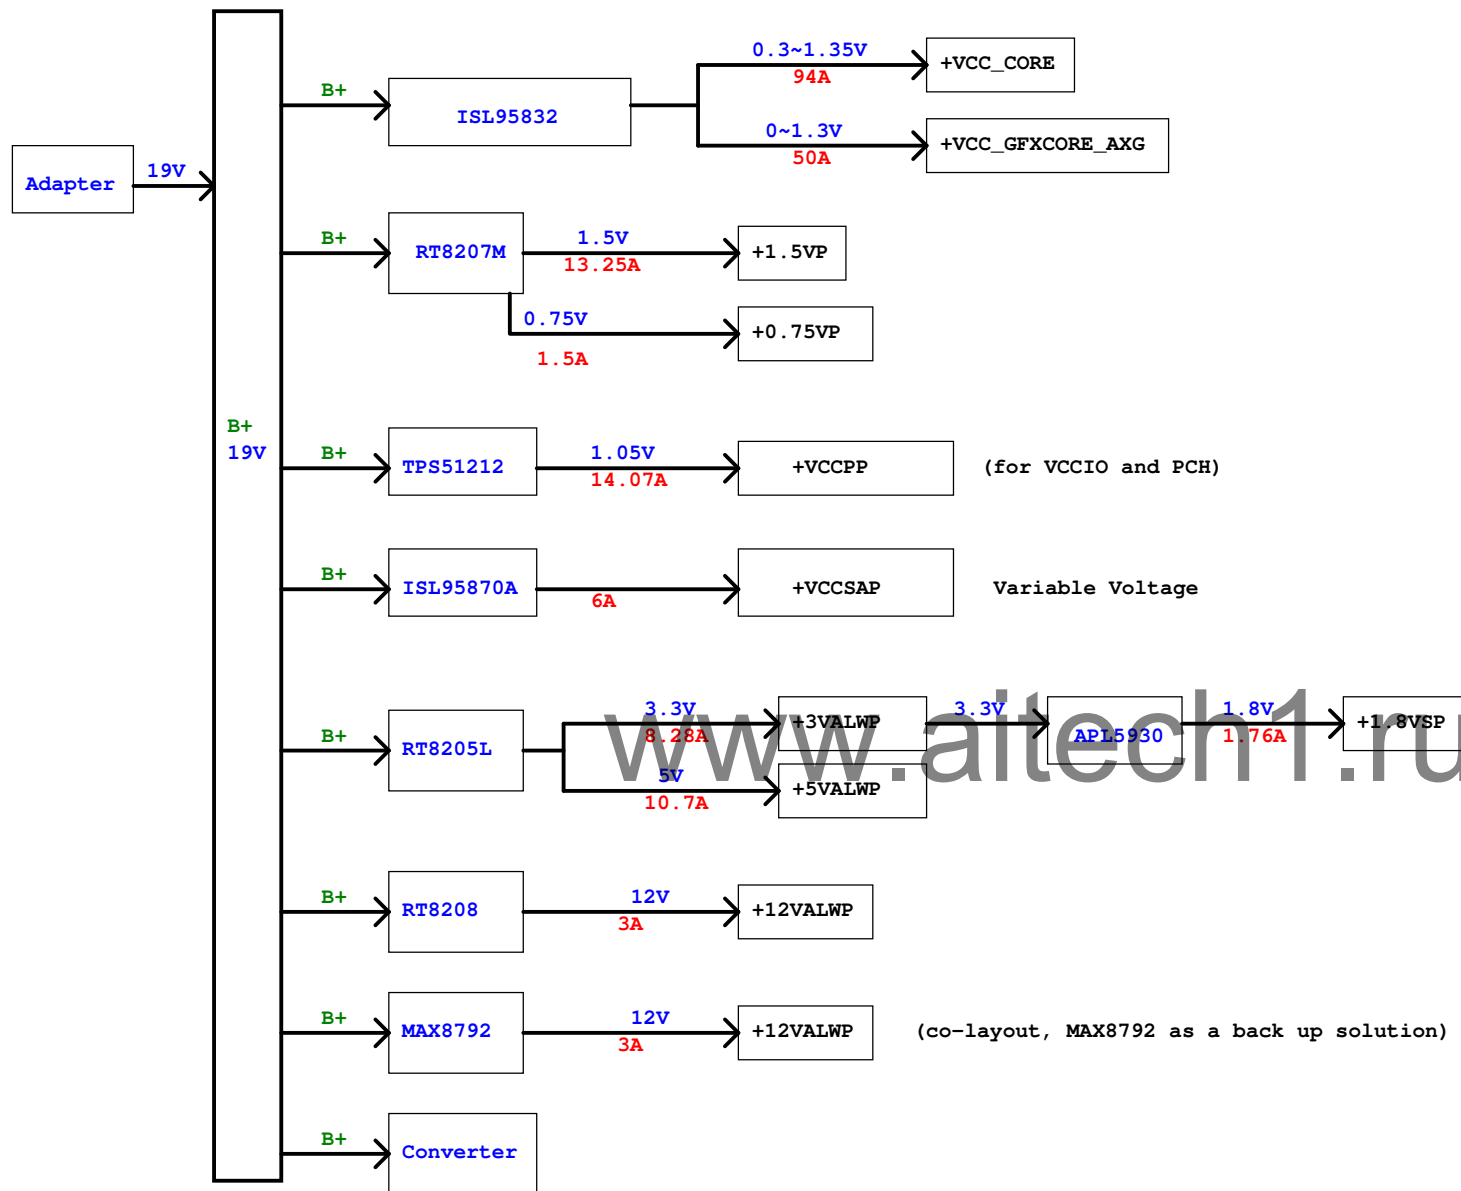 Adapter
19V
B+
19V
B+
ISL95832
0.3~1.35V
94A
+VCC_CORE
0~1.3V
50A
+VCC_GFXCORE_AXG
B+
RT8207M
1.5V
13.25A
+1.5VP
0.75V
1.5A
+0.75VP
B+
TPS51212
1.05V
14.07A
+VCCPP
(for VCCIO and PCH)
B+
ISL95870A
6A
+VCCSAP
Variable Voltage
B+
RT8205L
3.3V
8.28A
+3VALWP
3.3V
APL5930
1.8V
1.76A
+1.8VSP
5V
10.7A
+5VALWP
www.aitech1.ru
B+
RT8208
12V
3A
+12VALWP
B+
MAX8792
12V
3A
+12VALWP
(co-layout, MAX8792 as a back up solution)
B+
Converter